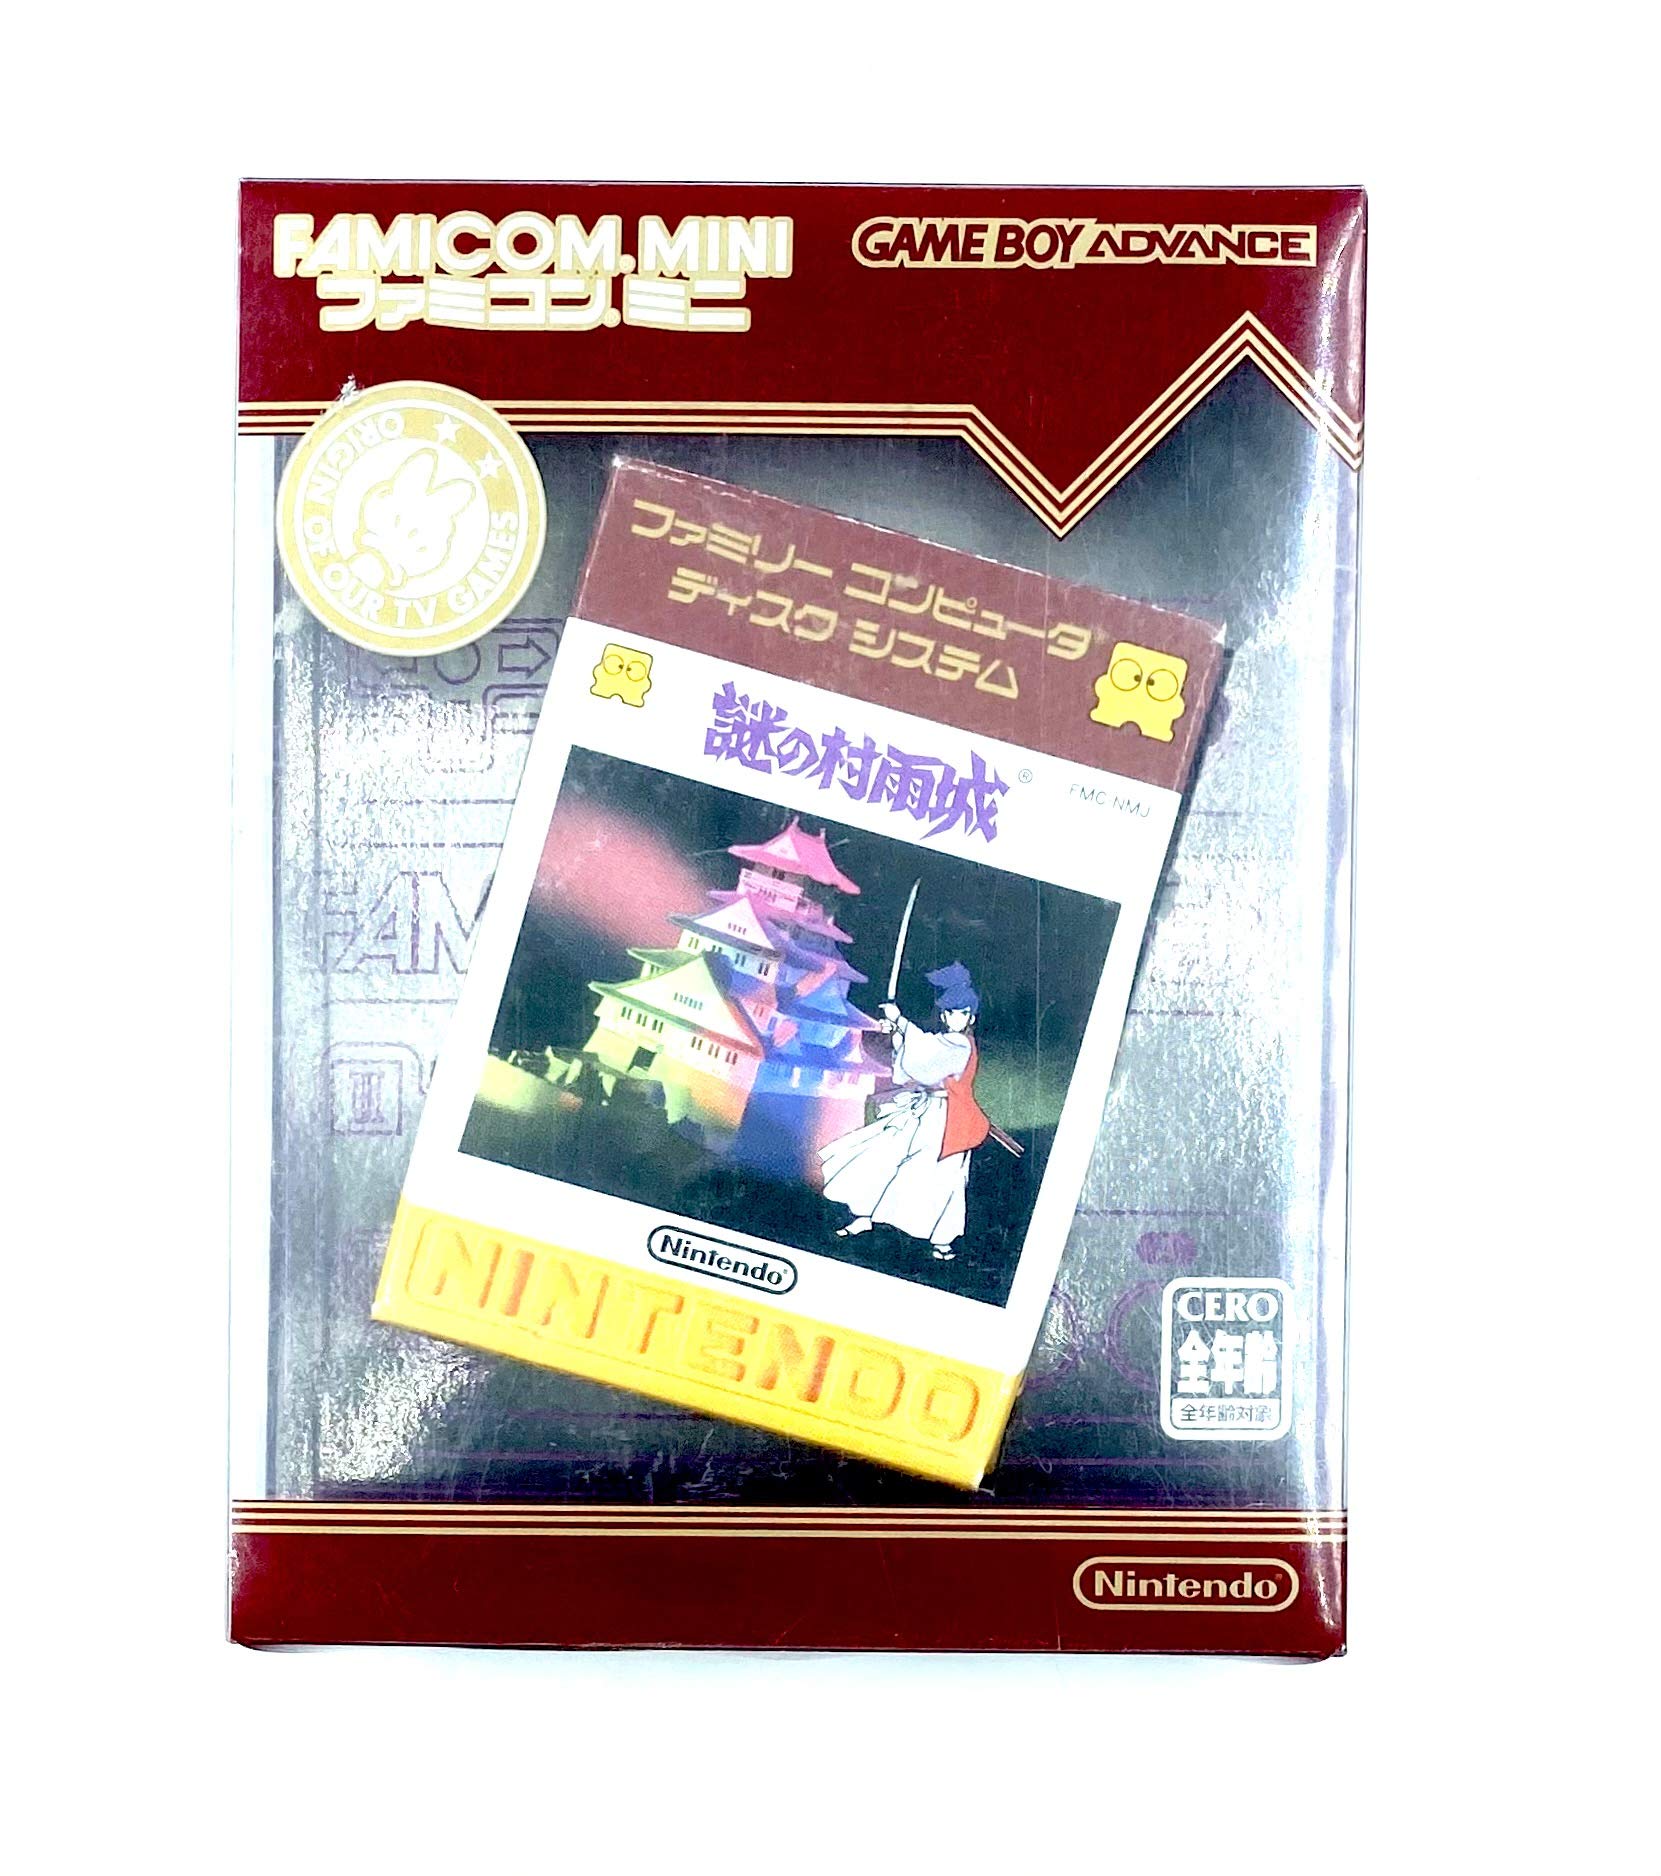 FAMICOM MINI
ファミコン ミニ
GAME BOY ADVANCE
ORIGIN OF OUR TV GAMES
ファミリー コンピュータ
ディスク システム
謎の村雨城®
FMC-NMJ
Nintendo®
NINTENDO
FAM
II
A
CERO
全年齢
全年齢対象
Nintendo®